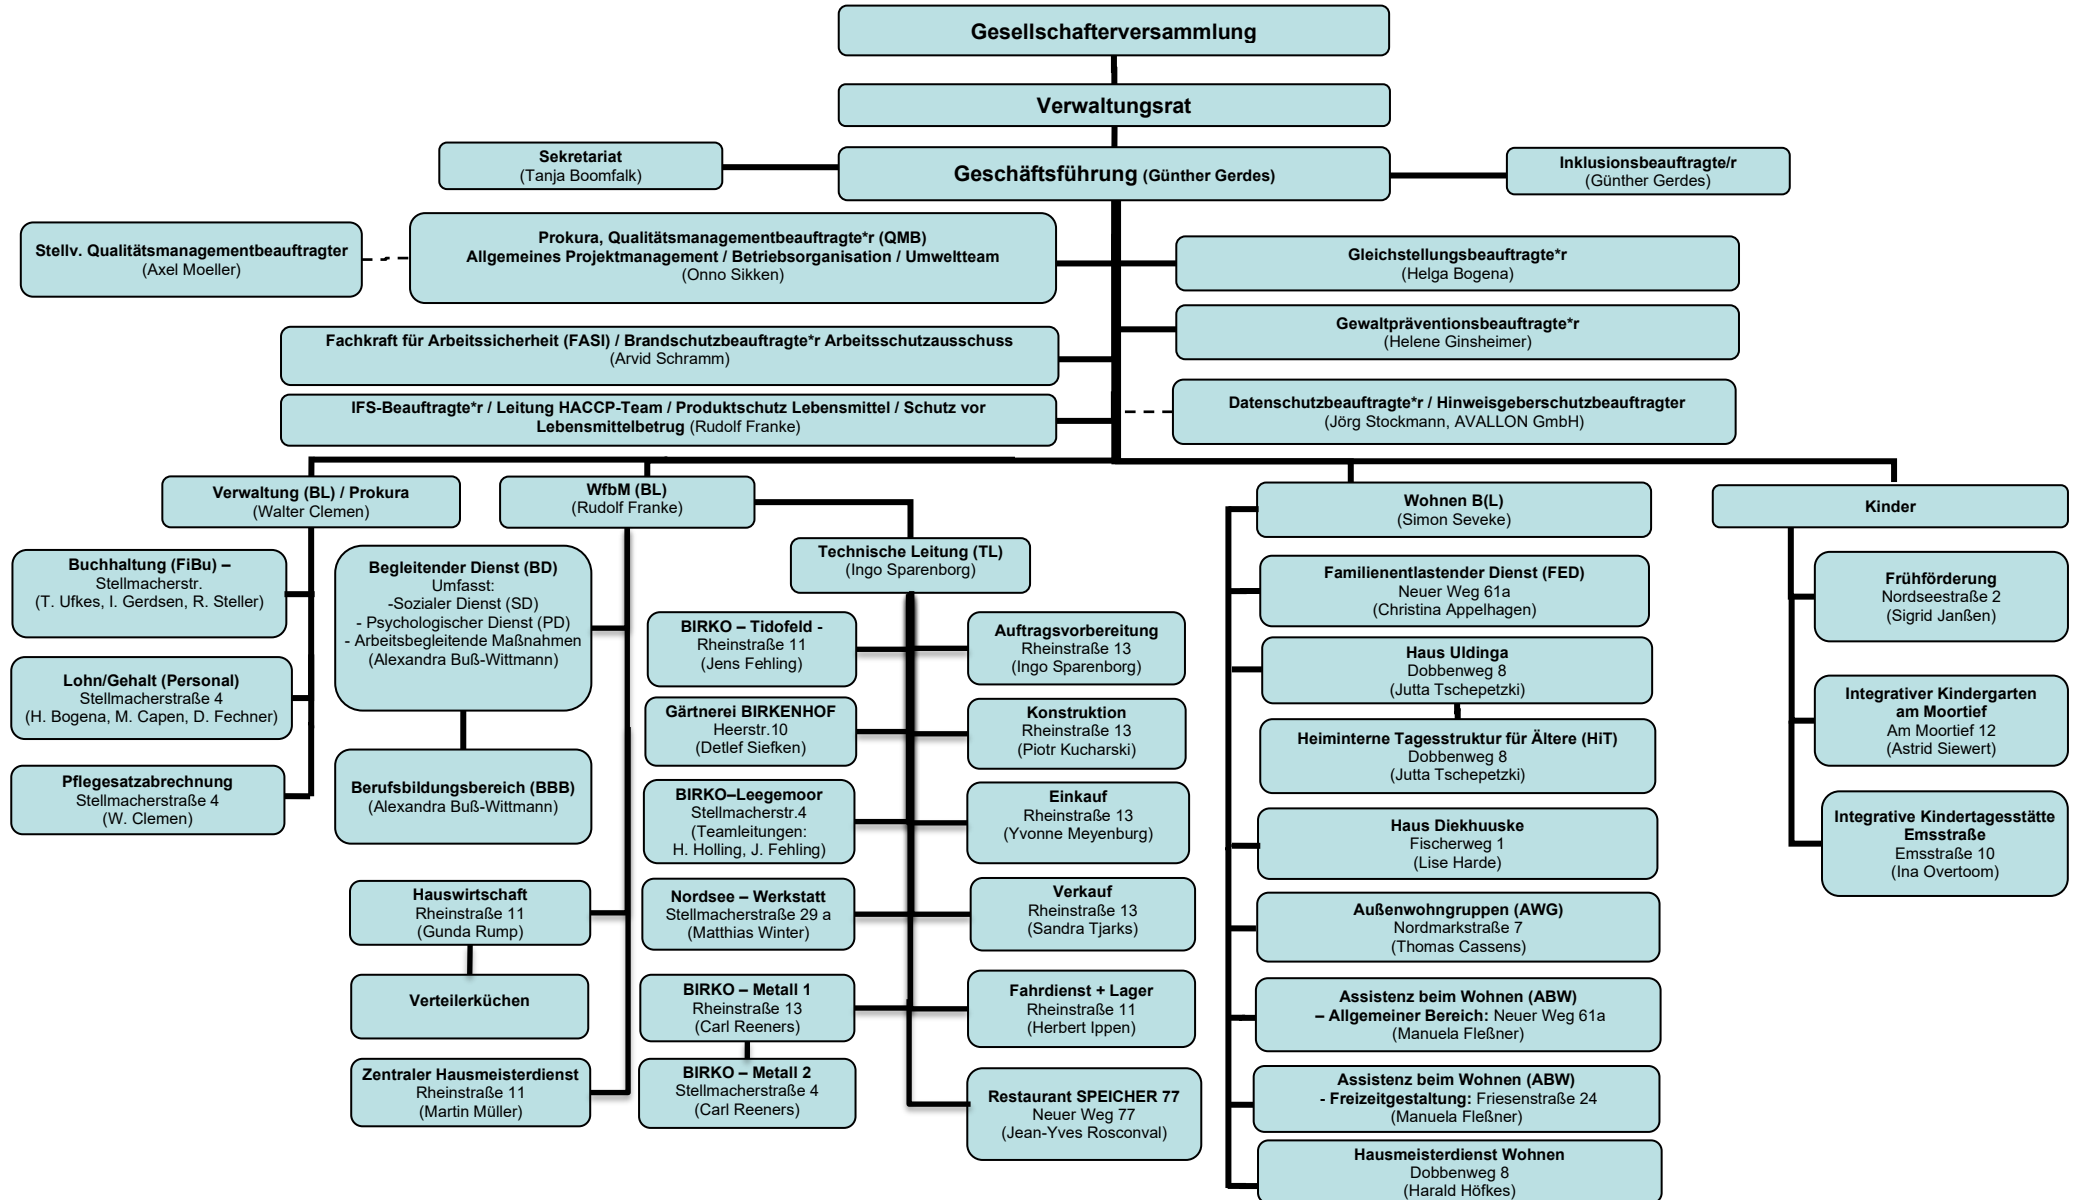 Gesellschafterversammlung
Verwaltungsrat
Sekretariat
(Tanja Boomfalk)
Geschäftsführung (Günther Gerdes)
Inklusionsbeauftragte/r
(Günther Gerdes)
Stellv. Qualitätsmanagementbeauftragter
(Axel Moeller)
Prokura, Qualitätsmanagementbeauftragte*r (QMB)
Allgemeines Projektmanagement / Betriebsorganisation / Umweltteam
(Onno Sikken)
Gleichstellungsbeauftragte*r
(Helga Bogena)
Fachkraft für Arbeitssicherheit (FASI) / Brandschutzbeauftragte*r Arbeitsschutzausschuss
(Arvid Schramm)
Gewaltpräventionsbeauftragte*r
(Helene Ginsheimer)
IFS-Beauftragte*r / Leitung HACCP-Team / Produktschutz Lebensmittel / Schutz vor
Lebensmittelbetrug (Rudolf Franke)
Datenschutzbeauftragte*r / Hinweisgeberschutzbeauftragter
(Jörg Stockmann, AVALLON GmbH)
Verwaltung (BL) / Prokura
(Walter Clemen)
Buchhaltung (FiBu) –
Stellmacherstr.
(T. Ufkes, I. Gerdsen, R. Steller)
Lohn/Gehalt (Personal)
Stellmacherstraße 4
(H. Bogena, M. Capen, D. Fechner)
Pflegesatzabrechnung
Stellmacherstraße 4
(W. Clemen)
WfbM (BL)
(Rudolf Franke)
Begleitender Dienst (BD)
Umfasst:
-Sozialer Dienst (SD)
- Psychologischer Dienst (PD)
- Arbeitsbegleitende Maßnahmen
(Alexandra Buß-Wittmann)
Berufsbildungsbereich (BBB)
(Alexandra Buß-Wittmann)
Hauswirtschaft
Rheinstraße 11
(Gunda Rump)
Verteilerküchen
Zentraler Hausmeisterdienst
Rheinstraße 11
(Martin Müller)
Technische Leitung (TL)
(Ingo Sparenborg)
BIRKO – Tidofeld -
Rheinstraße 11
(Jens Fehling)
Gärtnerei BIRKENHOF
Heerstr.10
(Detlef Siefken)
BIRKO–Leegemoor
Stellmacherstr.4
(Teamleitungen:
H. Holling, J. Fehling)
Nordsee – Werkstatt
Stellmacherstraße 29 a
(Matthias Winter)
BIRKO – Metall 1
Rheinstraße 13
(Carl Reeners)
BIRKO – Metall 2
Stellmacherstraße 4
(Carl Reeners)
Auftragsvorbereitung
Rheinstraße 13
(Ingo Sparenborg)
Konstruktion
Rheinstraße 13
(Piotr Kucharski)
Einkauf
Rheinstraße 13
(Yvonne Meyenburg)
Verkauf
Rheinstraße 13
(Sandra Tjarks)
Fahrdienst + Lager
Rheinstraße 11
(Herbert Ippen)
Restaurant SPEICHER 77
Neuer Weg 77
(Jean-Yves Rosconval)
Wohnen B(L)
(Simon Seveke)
Familienentlastender Dienst (FED)
Neuer Weg 61a
(Christina Appelhagen)
Haus Uldinga
Dobbenweg 8
(Jutta Tschepetzki)
Heiminterne Tagesstruktur für Ältere (HiT)
Dobbenweg 8
(Jutta Tschepetzki)
Haus Diekhuuske
Fischerweg 1
(Lise Harde)
Außenwohngruppen (AWG)
Nordmarkstraße 7
(Thomas Cassens)
Assistenz beim Wohnen (ABW)
– Allgemeiner Bereich: Neuer Weg 61a
(Manuela Fleßner)
Assistenz beim Wohnen (ABW)
- Freizeitgestaltung: Friesenstraße 24
(Manuela Fleßner)
Hausmeisterdienst Wohnen
Dobbenweg 8
(Harald Höfkes)
Kinder
Frühförderung
Nordseestraße 2
(Sigrid Janßen)
Integrativer Kindergarten
am Moortief
Am Moortief 12
(Astrid Siewert)
Integrative Kindertagesstätte
Emsstraße
Emsstraße 10
(Ina Overtoom)